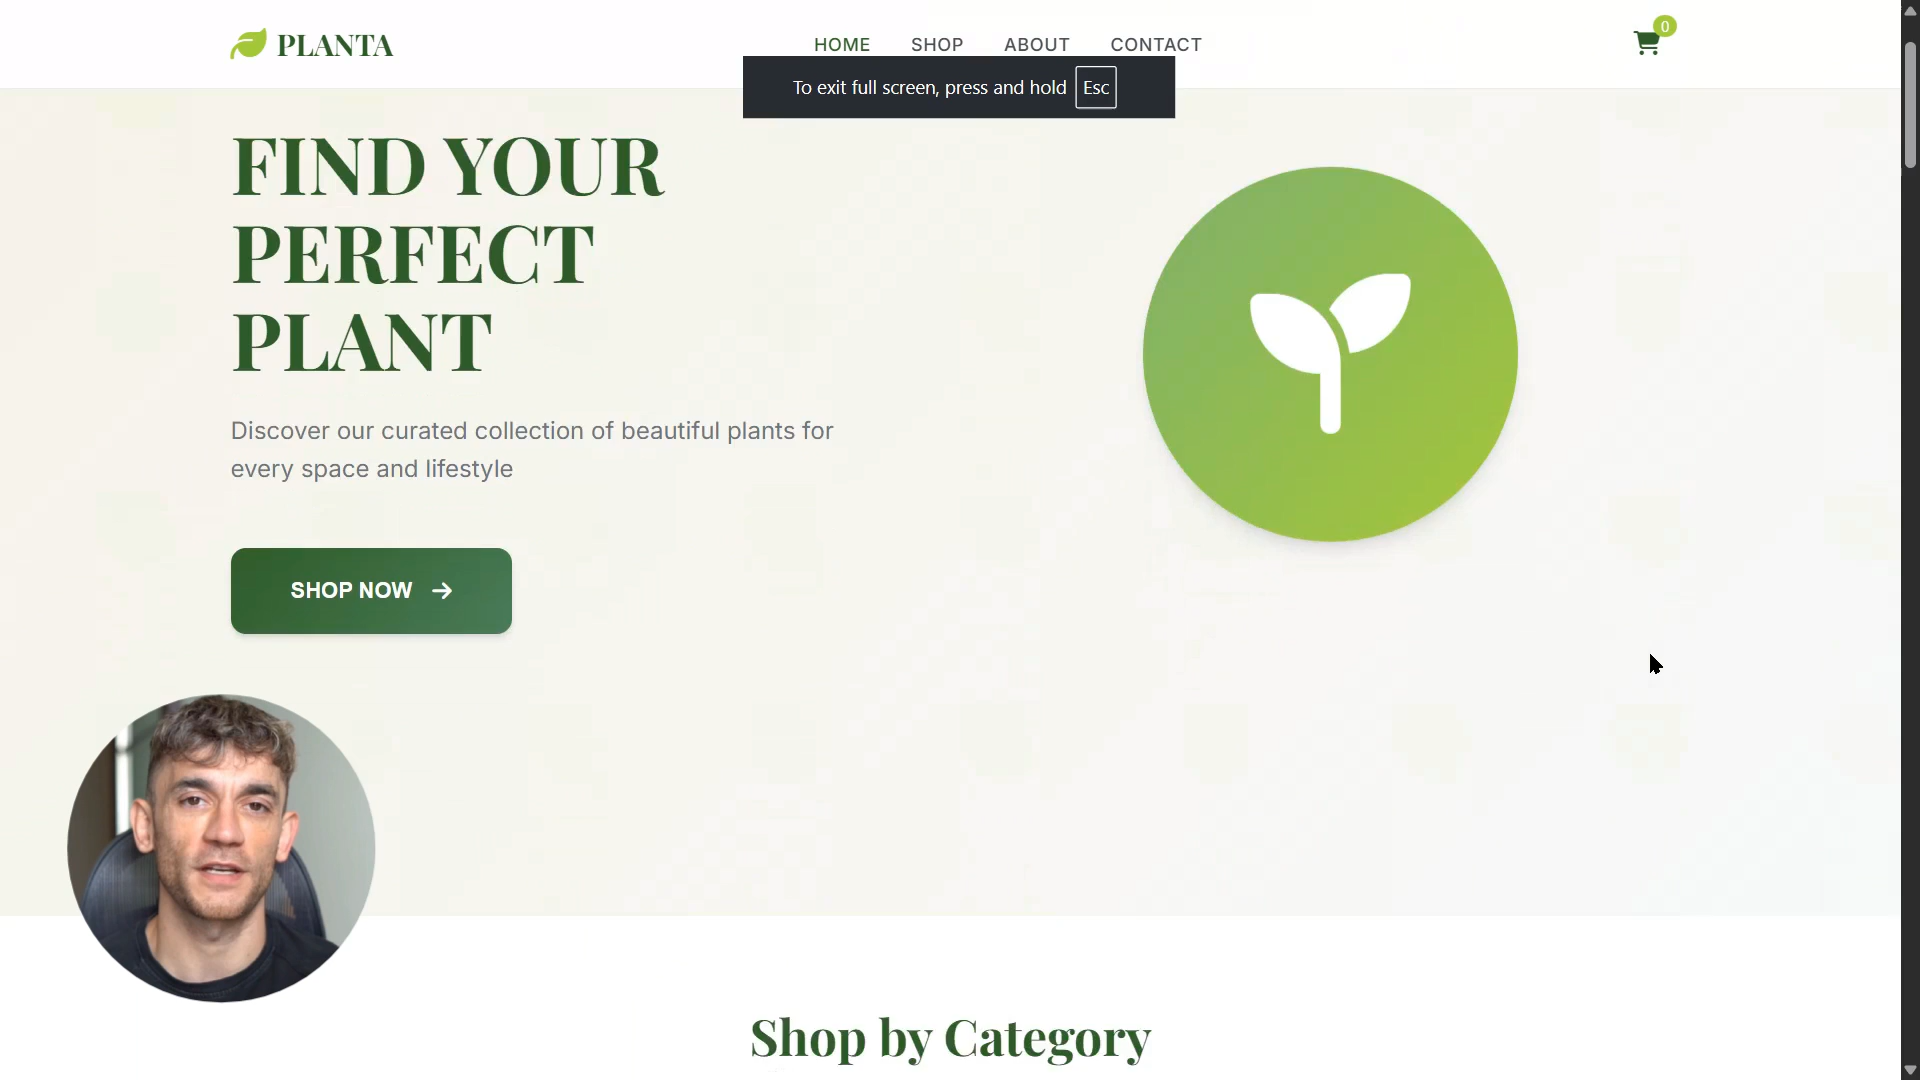 PLANTA
HOME SHOP ABOUT CONTACT
0
To exit full screen, press and hold Esc
FIND YOUR
PERFECT
PLANT
Discover our curated collection of beautiful plants for
every space and lifestyle
SHOP NOW
Shop by Category